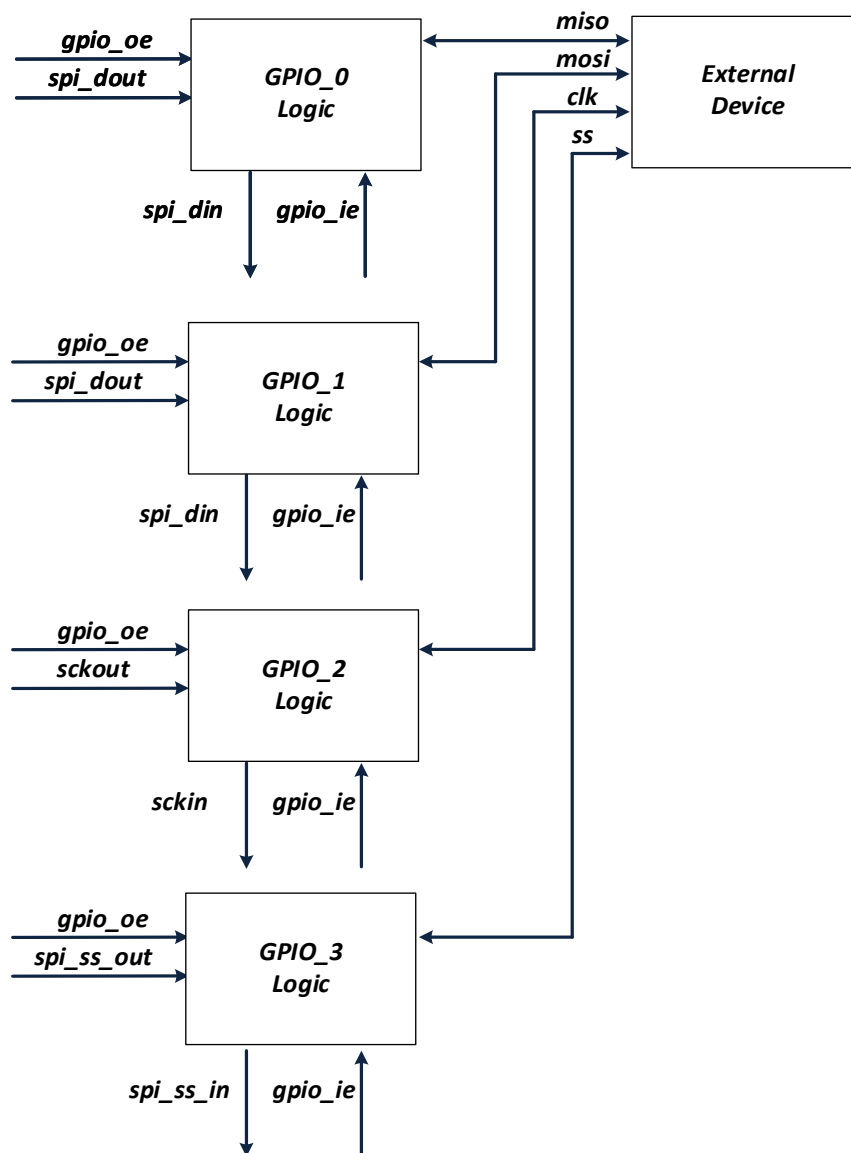 gpio_oe
spi_dout
GPIO_0
Logic
miso
mosi
clk
ss
External
Device
spi_din
gpio_ie
gpio_oe
spi_dout
GPIO_1
Logic
spi_din
gpio_ie
gpio_oe
sckout
GPIO_2
Logic
sckin
gpio_ie
gpio_oe
spi_ss_out
GPIO_3
Logic
spi_ss_in
gpio_ie